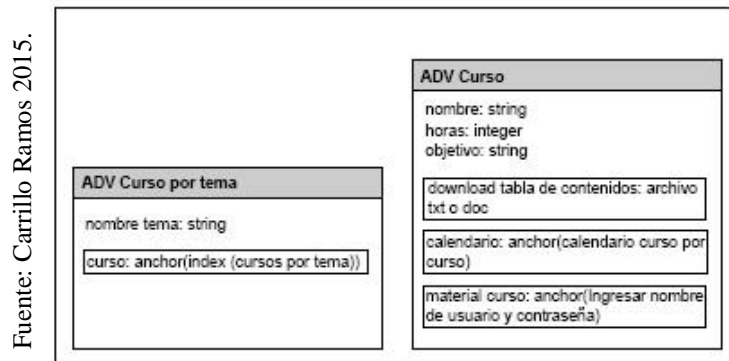 Fuente: Carrillo Ramos 2015.
ADV Curso por tema
nombre tema: string
curso: anchor(index (cursos por tema))
ADV Curso
nombre: string
horas: integer
objetivo: string
download tabla de contenidos: archivo
txt o doc
calendario: anchor(calendario curso por
curso)
material curso: anchor(Ingresar nombre
de usuario y contraseña)